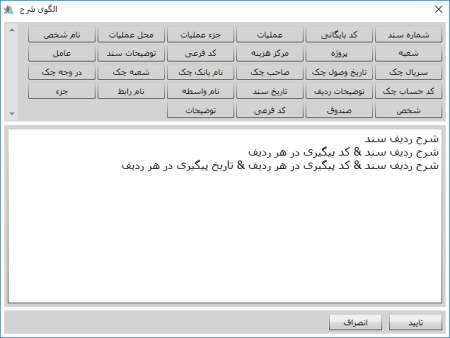 الگوی شرح
شماره سند کد بایگانی عملیات جزء عملیات محل عملیات نام شخص
شعبه پروژه مرکز هزینه کد فرعی توضیحات سند عامل
سریال چک تاریخ وصول چک صاحب چک نام بانک چک شعبه چک در وجه چک
کد حساب چک توضیحات ردیف تاریخ سند نام واسطه نام رابط جزء
شخص صندوق کد فرعی توضیحات
شرح ردیف سند
شرح ردیف سند & کد پیگیری در هر ردیف
شرح ردیف سند & کد پیگیری در هر ردیف & تاریخ پیگیری در هر ردیف
تایید انصراف